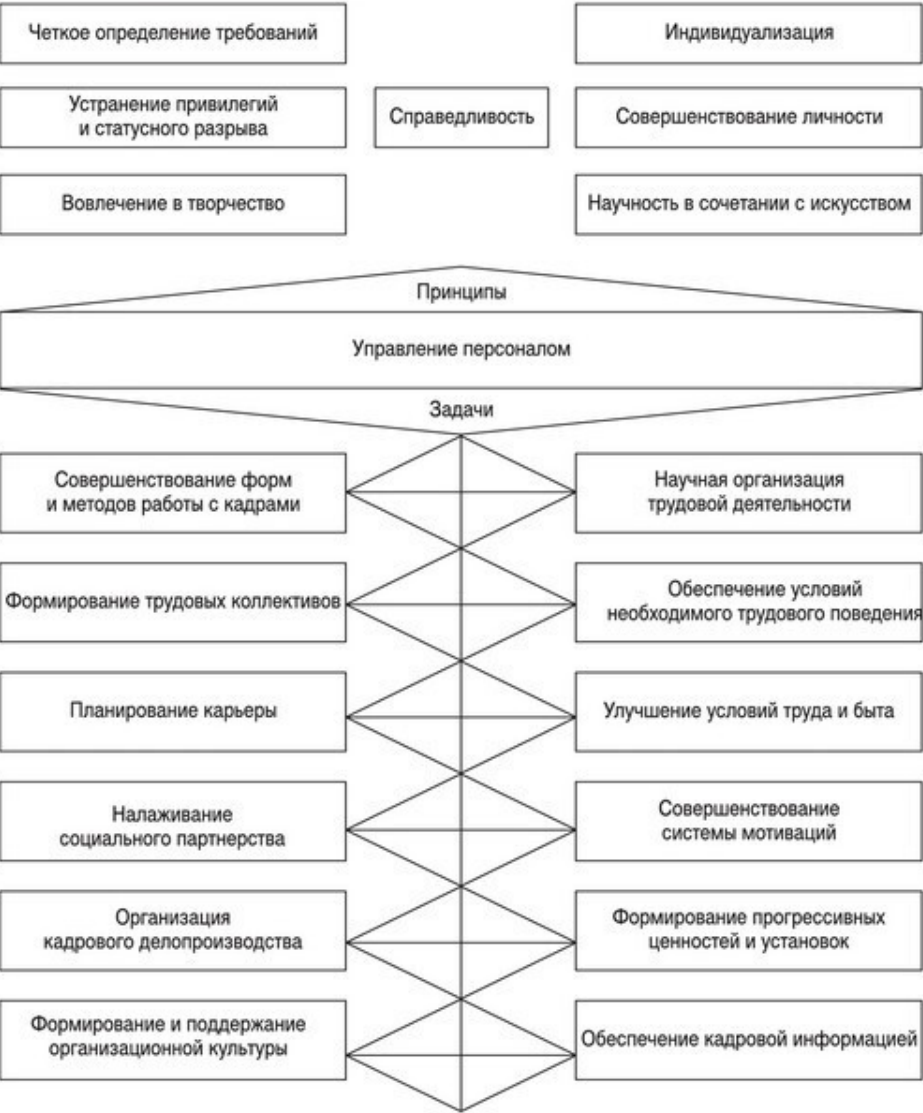 Четкое определение требований
Индивидуализация
Устранение привилегий
и статусного разрыва
Справедливость
Совершенствование личности
Вовлечение в творчество
Научность в сочетании с искусством
Принципы
Управление персоналом
Задачи
Совершенствование форм
и методов работы с кадрами
Научная организация
трудовой деятельности
Формирование трудовых коллективов
Обеспечение условий
необходимого трудового поведения
Планирование карьеры
Улучшение условий труда и быта
Налаживание
социального партнерства
Совершенствование
системы мотиваций
Организация
кадрового делопроизводства
Формирование прогрессивных
ценностей и установок
Формирование и поддержание
организационной культуры
Обеспечение кадровой информацией